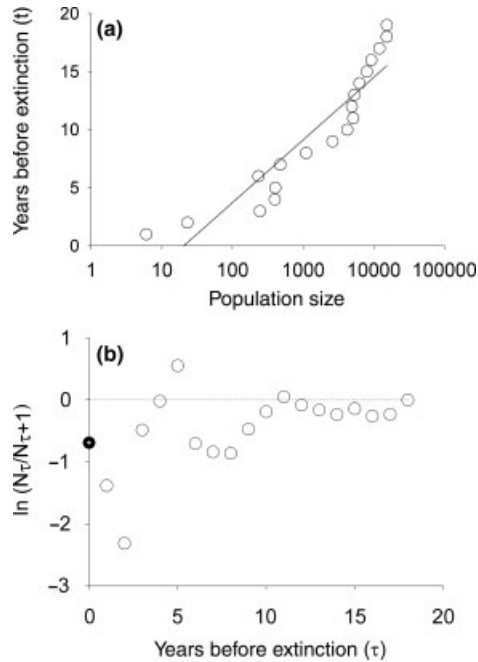 (a)
Years before extinction (t)
20
15
10
5
0
1 10 100 1000 10000 100000
Population size
(b)
ln (Nτ/Nτ+1)
1
0
−1
−2
−3
0 5 10 15 20
Years before extinction (τ)